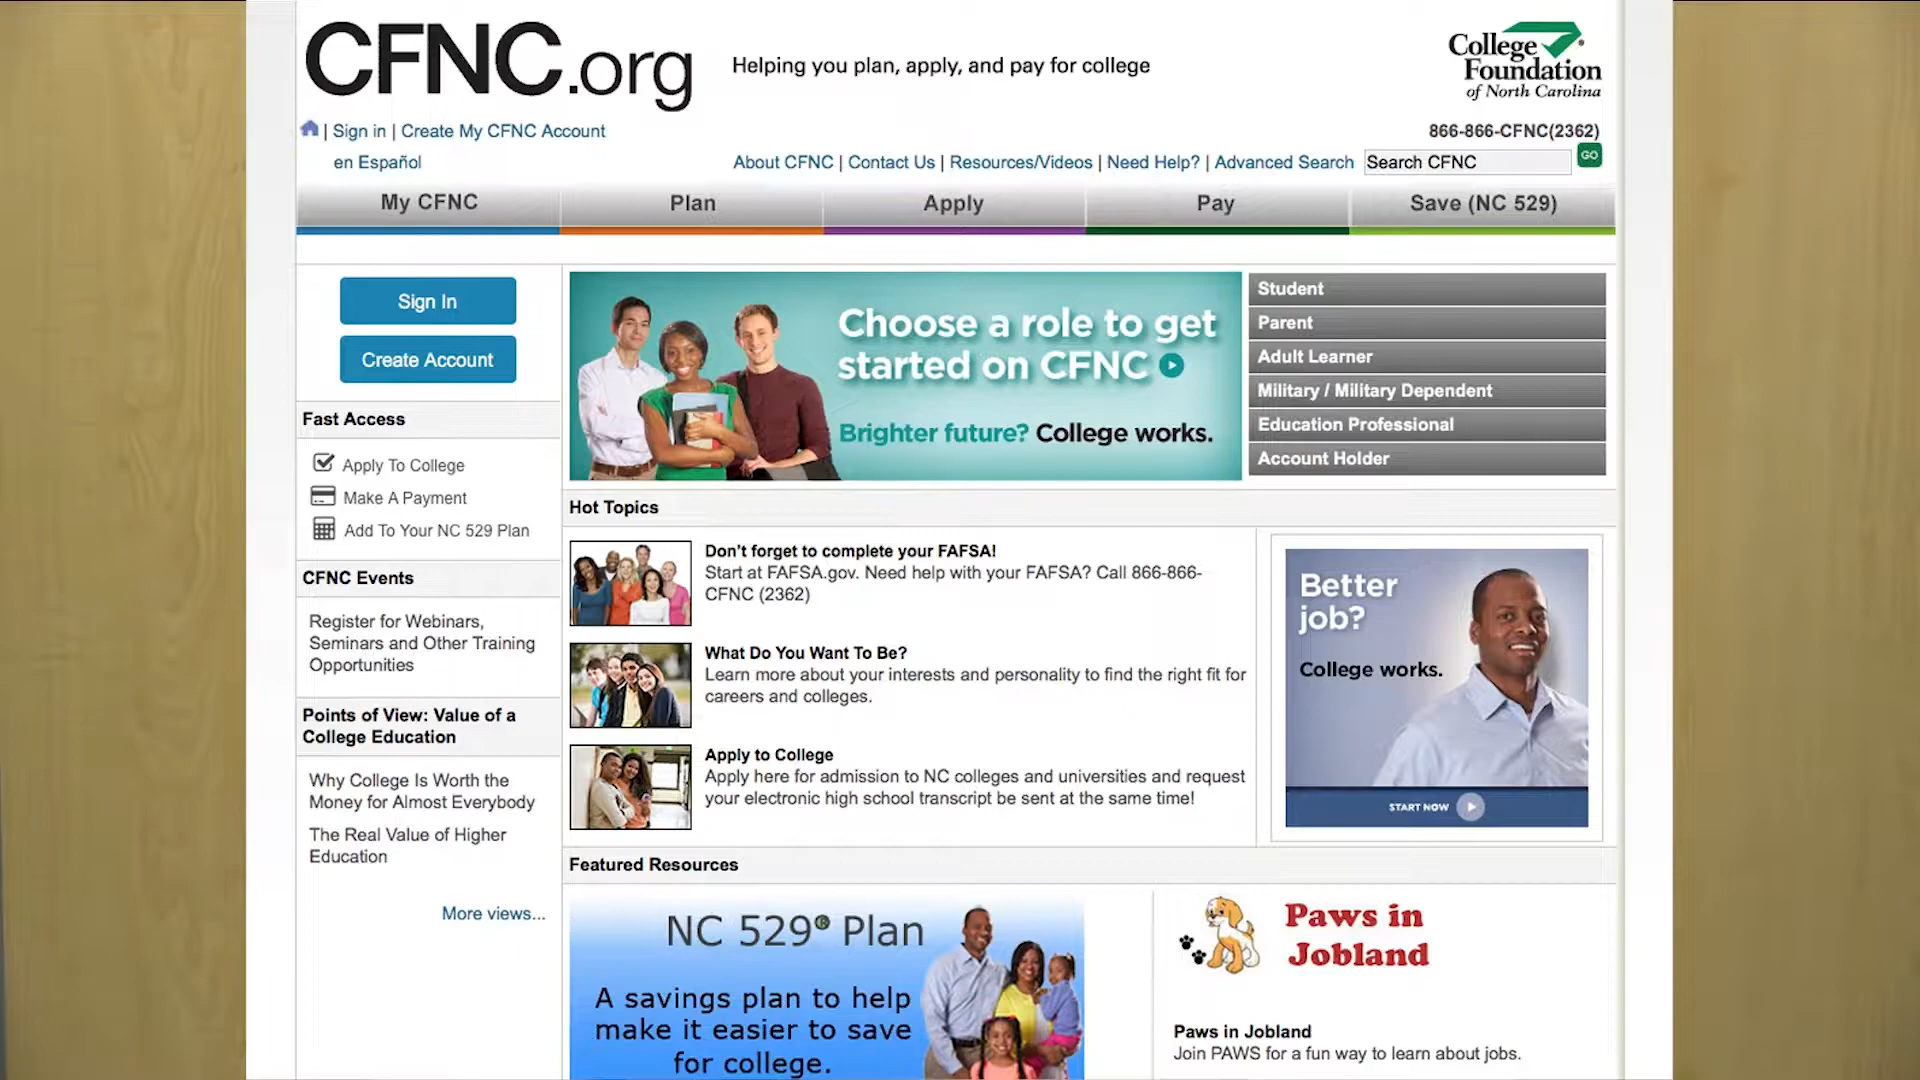 CFNC.org
Helping you plan, apply, and pay for college
College
Foundation
of North Carolina
| Sign in | Create My CFNC Account
866-866-CFNC(2362)
en Español
About CFNC | Contact Us | Resources/Videos | Need Help? | Advanced Search
Search CFNC
GO
My CFNC
Plan
Apply
Pay
Save (NC 529)
Sign In
Create Account
Fast Access
Apply To College
Make A Payment
Add To Your NC 529 Plan
CFNC Events
Register for Webinars,
Seminars and Other Training
Opportunities
Points of View: Value of a
College Education
Why College Is Worth the
Money for Almost Everybody
The Real Value of Higher
Education
More views...
Choose a role to get
started on CFNC
Brighter future? College works.
Student
Parent
Adult Learner
Military / Military Dependent
Education Professional
Account Holder
Hot Topics
Don't forget to complete your FAFSA!
Start at FAFSA.gov. Need help with your FAFSA? Call 866-866-
CFNC (2362)
What Do You Want To Be?
Learn more about your interests and personality to find the right fit for
careers and colleges.
Apply to College
Apply here for admission to NC colleges and universities and request
your electronic high school transcript be sent at the same time!
Better
job?
College works.
START NOW
Featured Resources
NC 529® Plan
A savings plan to help
make it easier to save
for college.
Paws in
Jobland
Paws in Jobland
Join PAWS for a fun way to learn about jobs.